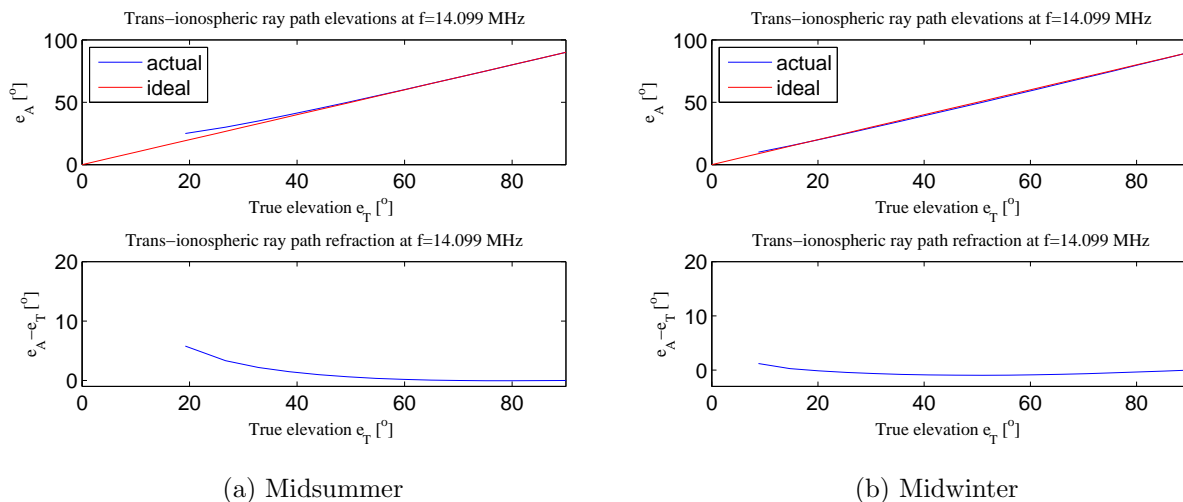 Trans−ionospheric ray path elevations at f=14.099 MHz
100
50
0
e_A [°]
actual
ideal
0 20 40 60 80
True elevation e_T [°]
Trans−ionospheric ray path refraction at f=14.099 MHz
20
10
0
e_A−e_T [°]
0 20 40 60 80
True elevation e_T [°]
(a) Midsummer
Trans−ionospheric ray path elevations at f=14.099 MHz
100
50
0
e_A [°]
actual
ideal
0 20 40 60 80
True elevation e_T [°]
Trans−ionospheric ray path refraction at f=14.099 MHz
20
10
0
e_A−e_T [°]
0 20 40 60 80
True elevation e_T [°]
(b) Midwinter